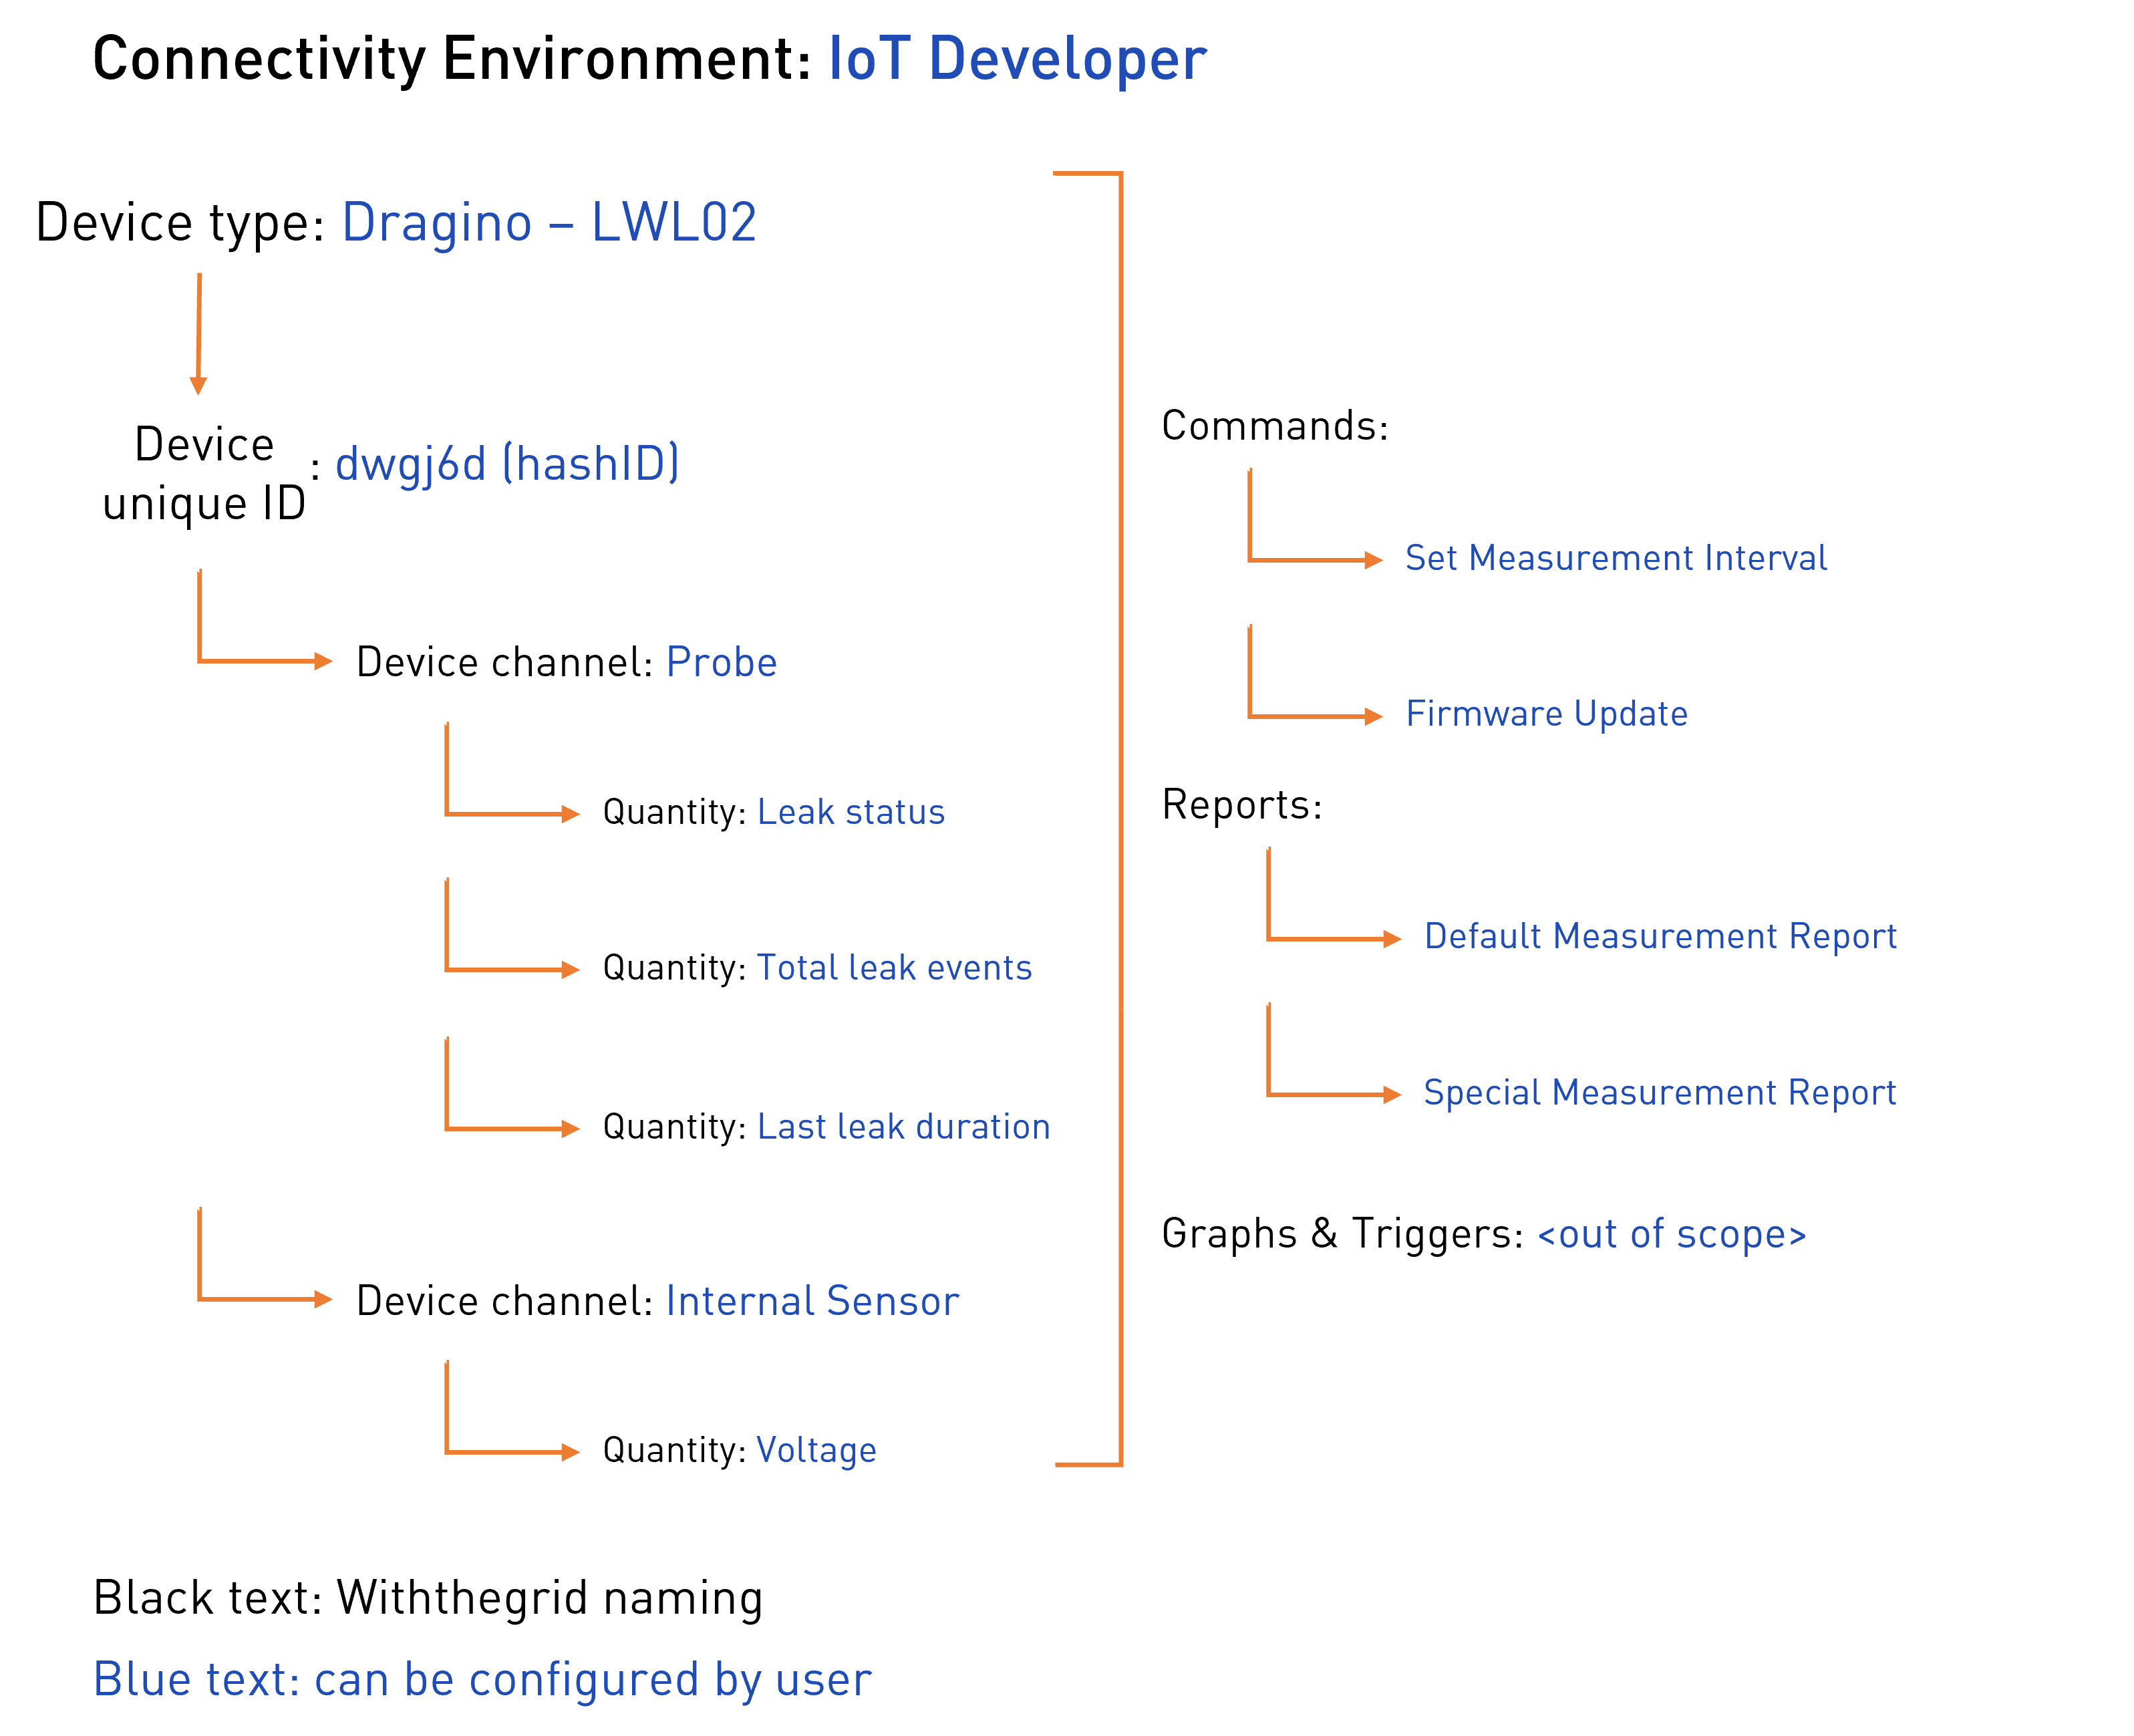 Connectivity Environment: IoT Developer
Device type: Dragino – LWL02
Device
unique ID
: dwgj6d (hashID)
Device channel: Probe
Quantity: Leak status
Quantity: Total leak events
Quantity: Last leak duration
Device channel: Internal Sensor
Quantity: Voltage
Commands:
Set Measurement Interval
Firmware Update
Reports:
Default Measurement Report
Special Measurement Report
Graphs & Triggers: <out of scope>
Black text: Withthegrid naming
Blue text: can be configured by user